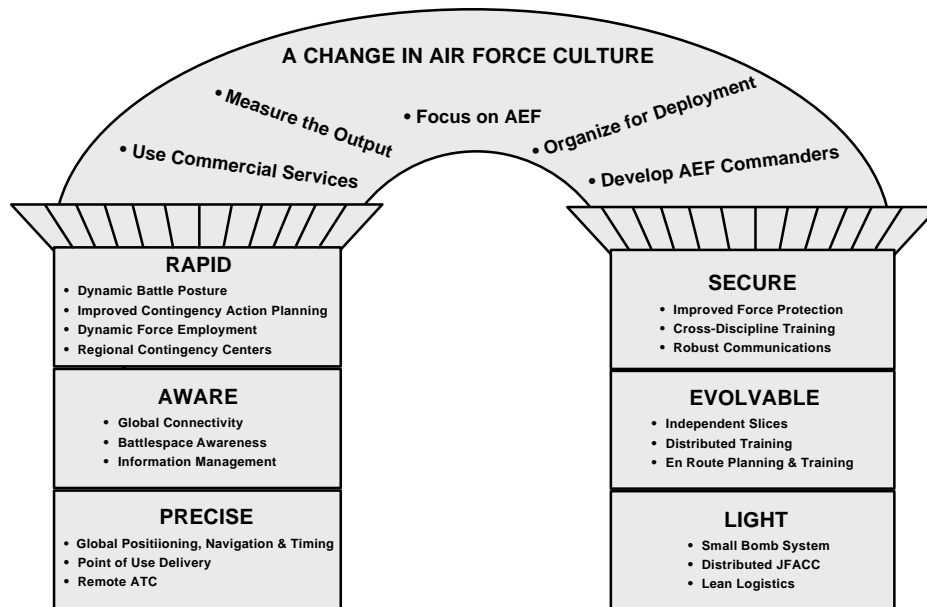 A CHANGE IN AIR FORCE CULTURE
• Use Commercial Services
• Measure the Output
• Focus on AEF
• Organize for Deployment
• Develop AEF Commanders
RAPID
• Dynamic Battle Posture
• Improved Contingency Action Planning
• Dynamic Force Employment
• Regional Contingency Centers
AWARE
• Global Connectivity
• Battlespace Awareness
• Information Management
PRECISE
• Global Positiioning, Navigation & Timing
• Point of Use Delivery
• Remote ATC
SECURE
• Improved Force Protection
• Cross-Discipline Training
• Robust Communications
EVOLVABLE
• Independent Slices
• Distributed Training
• En Route Planning & Training
LIGHT
• Small Bomb System
• Distributed JFACC
• Lean Logistics